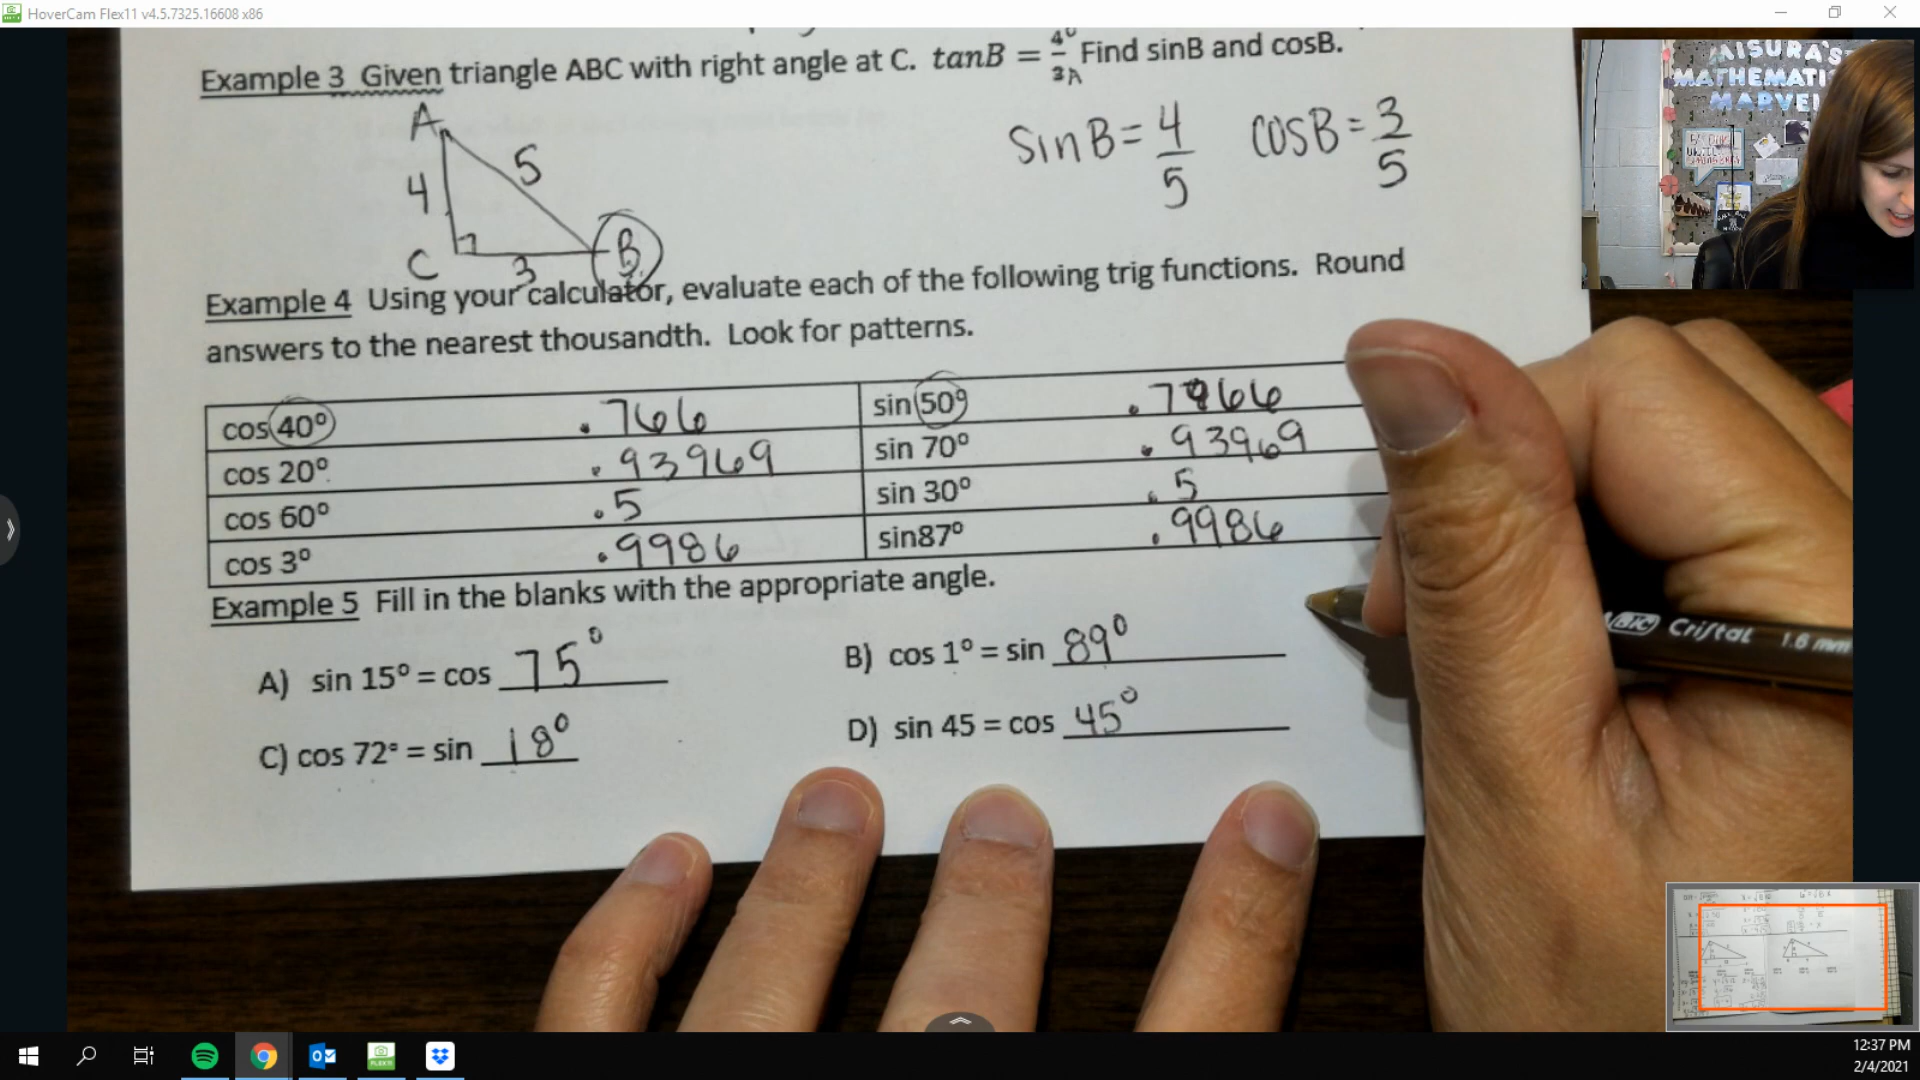 HoverCam Flex11 v4.5.7325.16608 x86
Example 3 Given triangle ABC with right angle at C. tanB = 4/3 Find sinB and cosB.
O
A
A
5
4
C
3
B
sinB = 4/5 cosB = 3/5
Example 4 Using your calculator, evaluate each of the following trig functions. Round
answers to the nearest thousandth. Look for patterns.
cos 40° .766 sin 50° .766
cos 20° .93969 sin 70° .93969
cos 60° .5 sin 30° .5
cos 3° .9986 sin87° .9986
Example 5 Fill in the blanks with the appropriate angle.
A) sin 15° = cos 75° B) cos 1° = sin 89°
C) cos 72° = sin 18° D) sin 45 = cos 45°
MISURA'S
MATHEMATI
MARVEL
BIC Cristal 1.6 mm
12:37 PM
2/4/2021